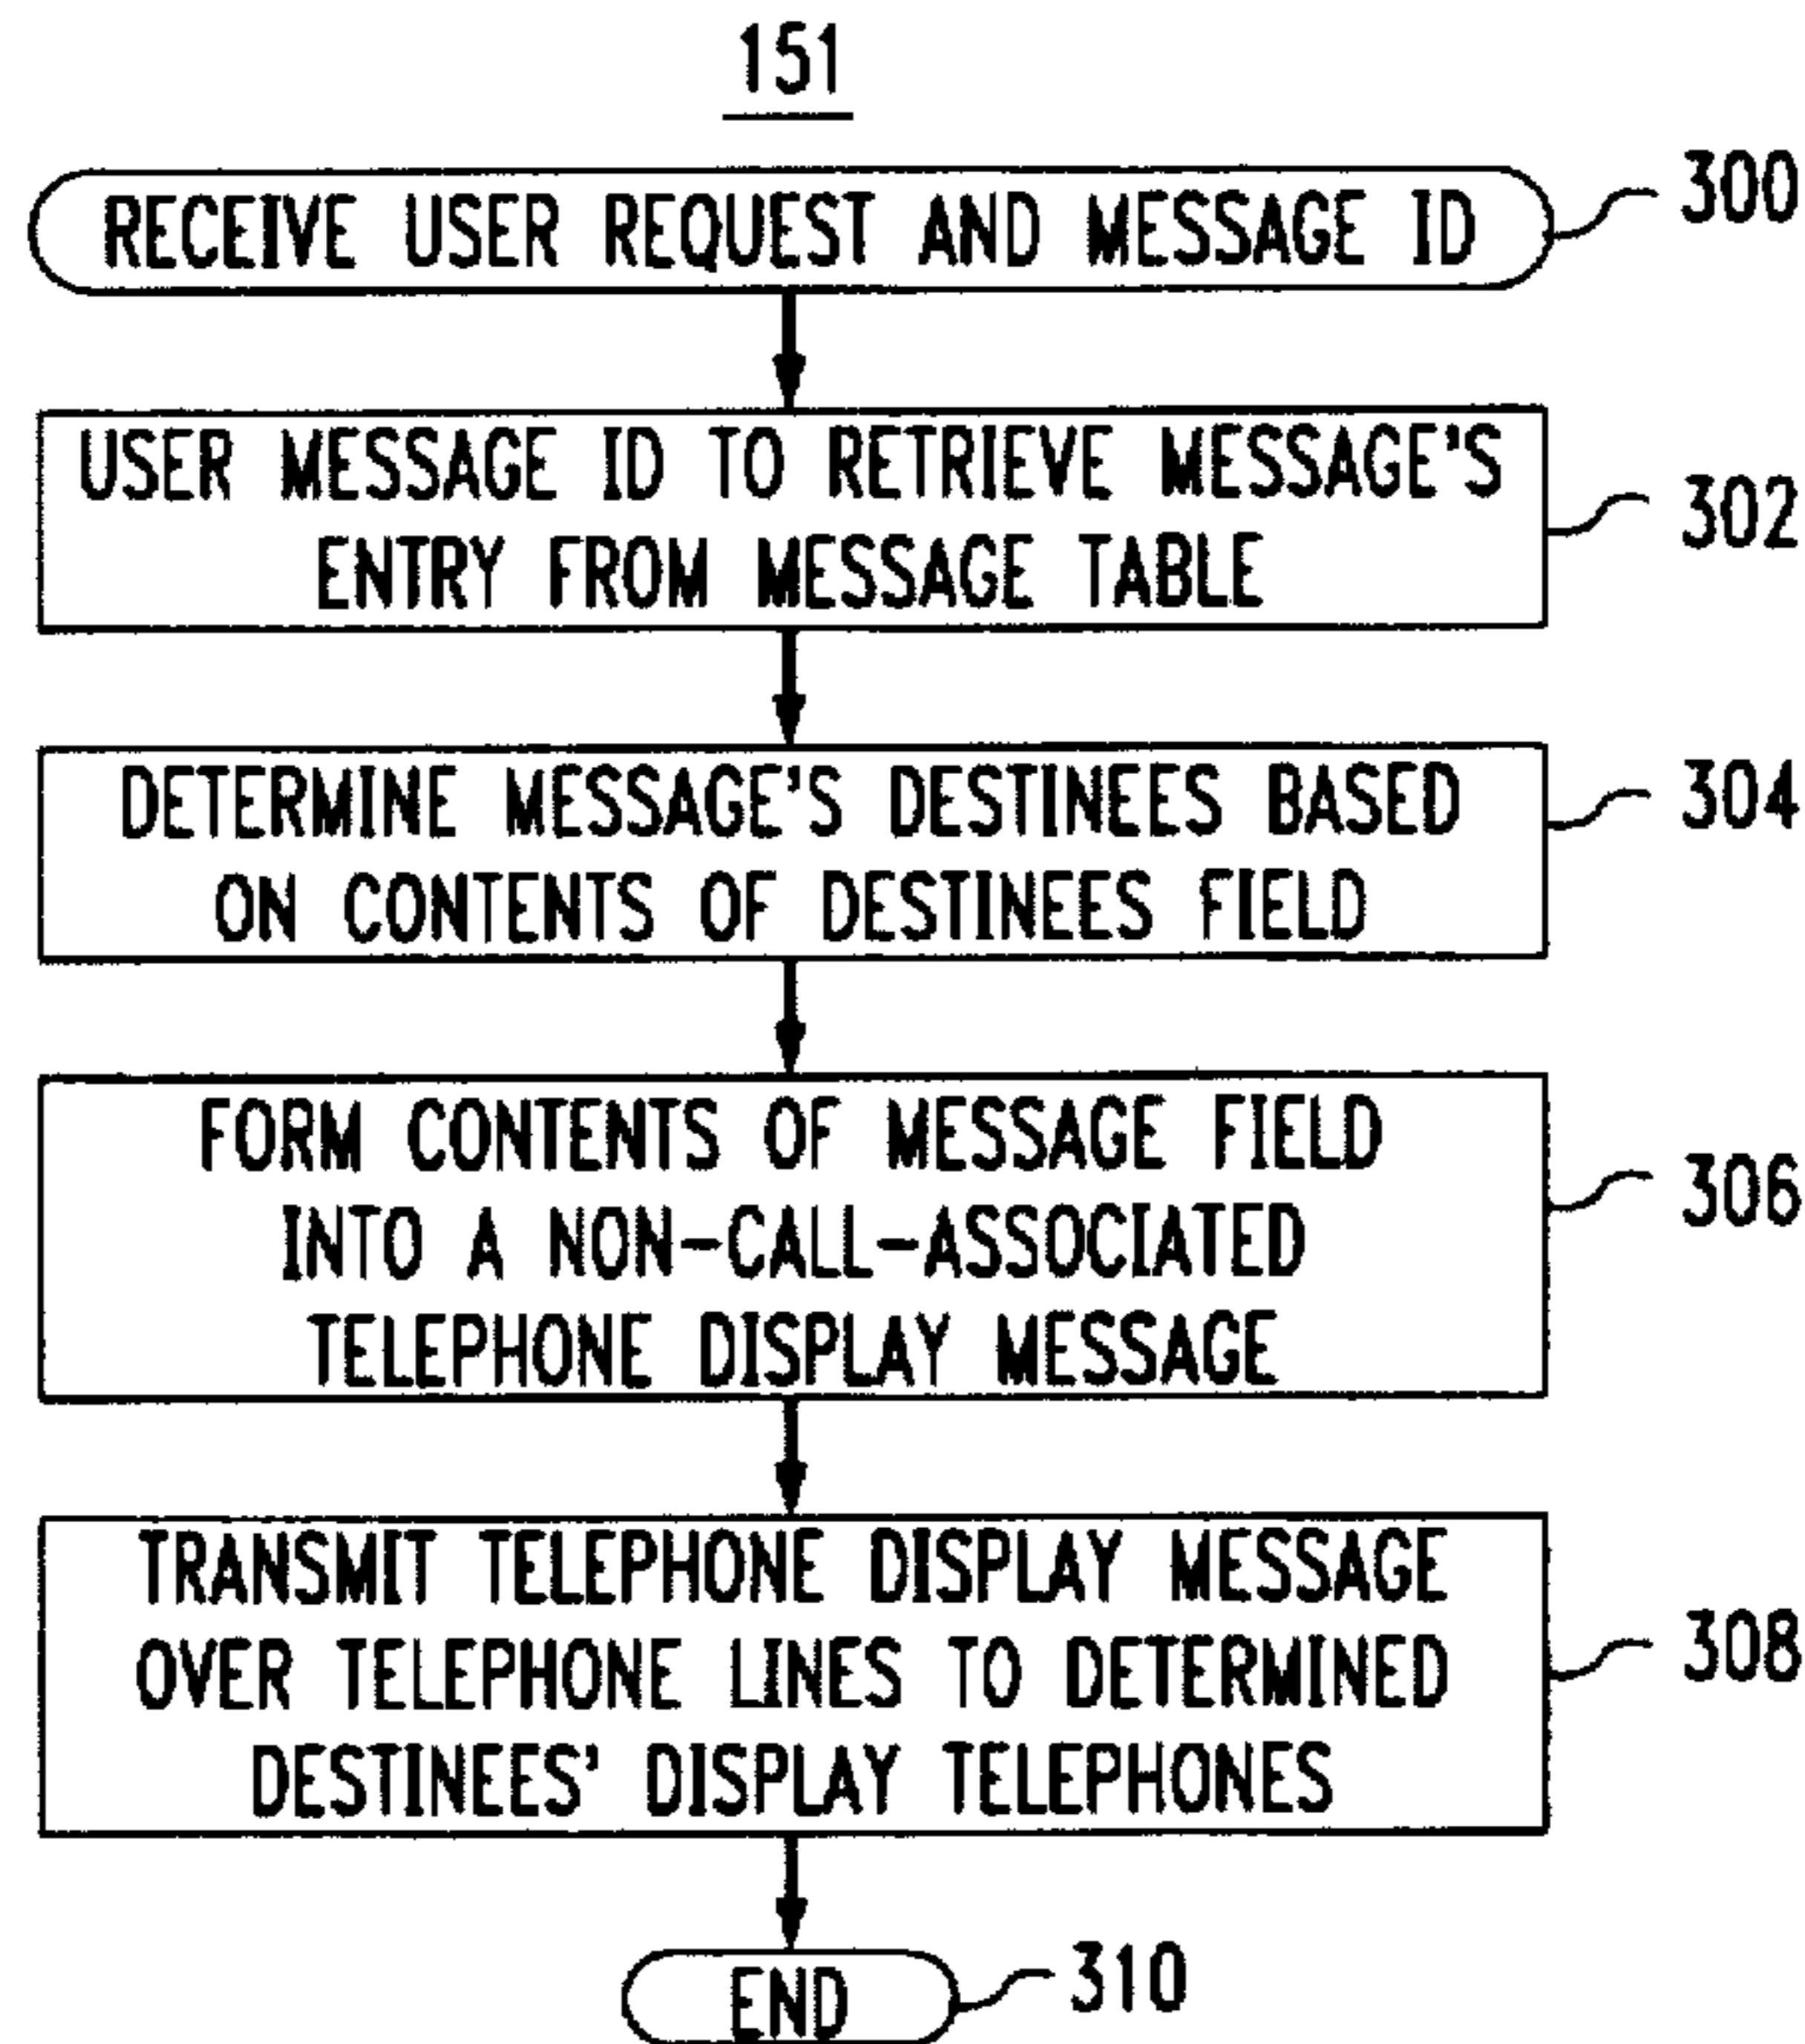 151
RECEIVE USER REQUEST AND MESSAGE ID
300
USER MESSAGE ID TO RETRIEVE MESSAGE'S
ENTRY FROM MESSAGE TABLE
302
DETERMINE MESSAGE'S DESTINEES BASED
ON CONTENTS OF DESTINEES FIELD
304
FORM CONTENTS OF MESSAGE FIELD
INTO A NON-CALL-ASSOCIATED
TELEPHONE DISPLAY MESSAGE
306
TRANSMIT TELEPHONE DISPLAY MESSAGE
OVER TELEPHONE LINES TO DETERMINED
DESTINEES' DISPLAY TELEPHONES
308
END
310